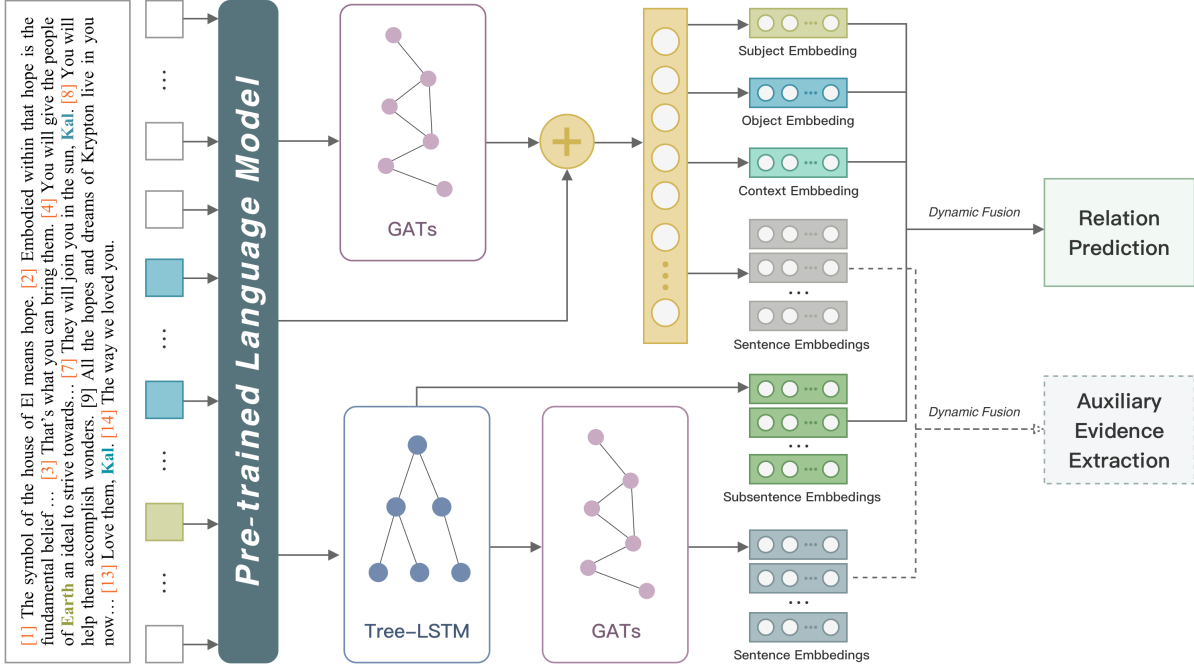 [1] The symbol of the house of El means hope. [2] Embodied within that hope is the
fundamental belief ... [3] That's what you can bring them. [4] You will give the people
of Earth an ideal to strive towards... [7] They will join you in the sun, Kal. [8] You will
help them accomplish wonders. [9] All the hopes and dreams of Krypton live in you
now... [13] Love them, Kal. [14] The way we loved you.
Pre-trained Language Model
GATs
Tree-LSTM
GATs
Subject Embbeding
Object Embbeding
Context Embbeding
Sentence Embbedings
Subsentence Embbedings
Sentence Embbedings
Dynamic Fusion
Relation
Prediction
Dynamic Fusion
Auxiliary
Evidence
Extraction